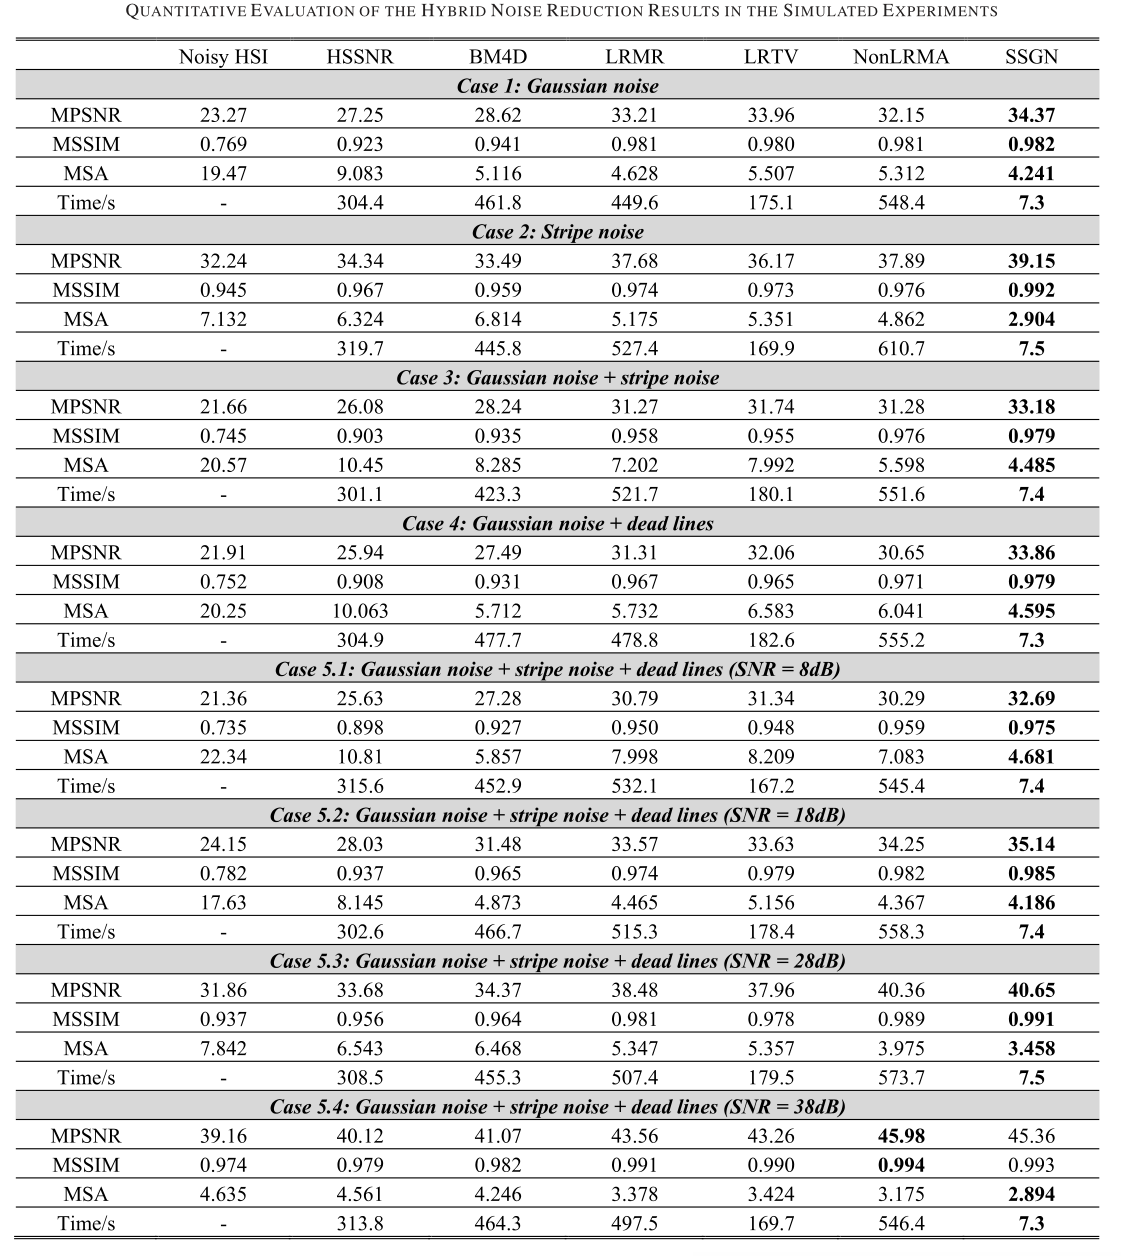 QUANTITATIVE EVALUATION OF THE HYBRID NOISE REDUCTION RESULTS IN THE SIMULATED EXPERIMENTS
Noisy HSI HSSNR BM4D LRMR LRTV NonLRMA SSGN
Case 1: Gaussian noise
MPSNR 23.27 27.25 28.62 33.21 33.96 32.15 34.37
MSSIM 0.769 0.923 0.941 0.981 0.980 0.981 0.982
MSA 19.47 9.083 5.116 4.628 5.507 5.312 4.241
Time/s - 304.4 461.8 449.6 175.1 548.4 7.3
Case 2: Stripe noise
MPSNR 32.24 34.34 33.49 37.68 36.17 37.89 39.15
MSSIM 0.945 0.967 0.959 0.974 0.973 0.976 0.992
MSA 7.132 6.324 6.814 5.175 5.351 4.862 2.904
Time/s - 319.7 445.8 527.4 169.9 610.7 7.5
Case 3: Gaussian noise + stripe noise
MPSNR 21.66 26.08 28.24 31.27 31.74 31.28 33.18
MSSIM 0.745 0.903 0.935 0.958 0.955 0.976 0.979
MSA 20.57 10.45 8.285 7.202 7.992 5.598 4.485
Time/s - 301.1 423.3 521.7 180.1 551.6 7.4
Case 4: Gaussian noise + dead lines
MPSNR 21.91 25.94 27.49 31.31 32.06 30.65 33.86
MSSIM 0.752 0.908 0.931 0.967 0.965 0.971 0.979
MSA 20.25 10.063 5.712 5.732 6.583 6.041 4.595
Time/s - 304.9 477.7 478.8 182.6 555.2 7.3
Case 5.1: Gaussian noise + stripe noise + dead lines (SNR = 8dB)
MPSNR 21.36 25.63 27.28 30.79 31.34 30.29 32.69
MSSIM 0.735 0.898 0.927 0.950 0.948 0.959 0.975
MSA 22.34 10.81 5.857 7.998 8.209 7.083 4.681
Time/s - 315.6 452.9 532.1 167.2 545.4 7.4
Case 5.2: Gaussian noise + stripe noise + dead lines (SNR = 18dB)
MPSNR 24.15 28.03 31.48 33.57 33.63 34.25 35.14
MSSIM 0.782 0.937 0.965 0.974 0.979 0.982 0.985
MSA 17.63 8.145 4.873 4.465 5.156 4.367 4.186
Time/s - 302.6 466.7 515.3 178.4 558.3 7.4
Case 5.3: Gaussian noise + stripe noise + dead lines (SNR = 28dB)
MPSNR 31.86 33.68 34.37 38.48 37.96 40.36 40.65
MSSIM 0.937 0.956 0.964 0.981 0.978 0.989 0.991
MSA 7.842 6.543 6.468 5.347 5.357 3.975 3.458
Time/s - 308.5 455.3 507.4 179.5 573.7 7.5
Case 5.4: Gaussian noise + stripe noise + dead lines (SNR = 38dB)
MPSNR 39.16 40.12 41.07 43.56 43.26 45.98 45.36
MSSIM 0.974 0.979 0.982 0.991 0.990 0.994 0.993
MSA 4.635 4.561 4.246 3.378 3.424 3.175 2.894
Time/s - 313.8 464.3 497.5 169.7 546.4 7.3